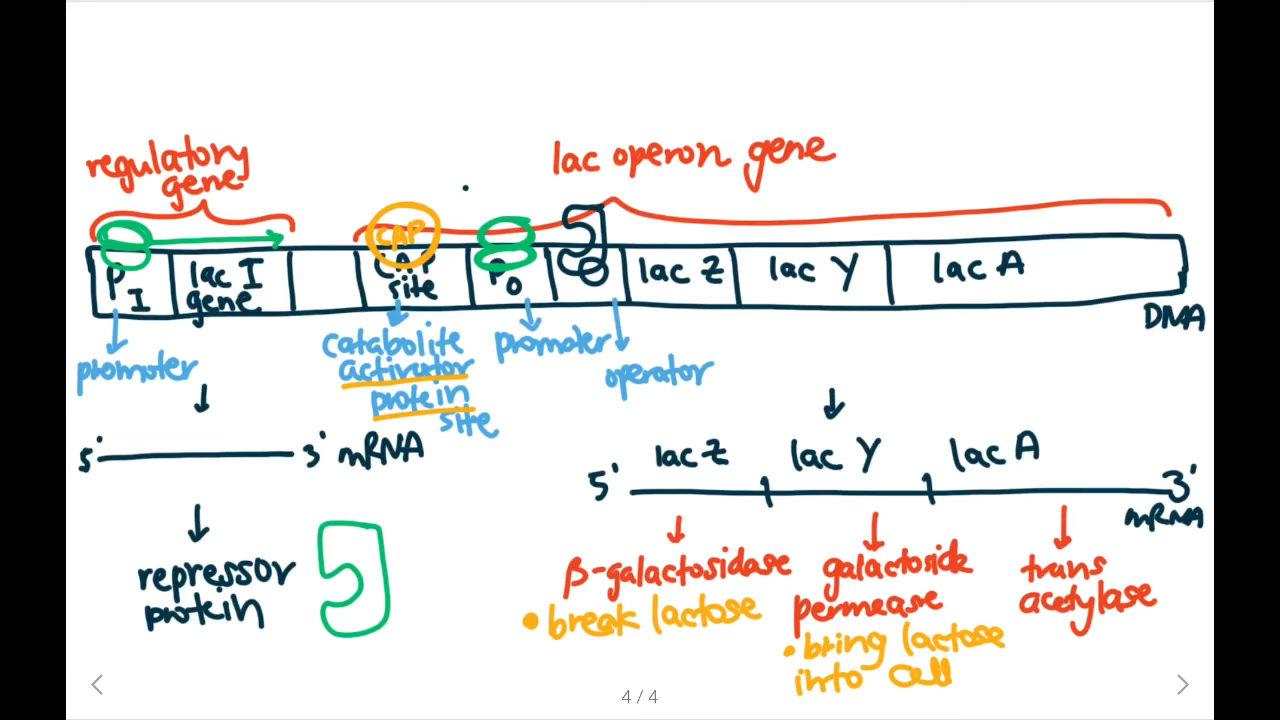 regulatory
gene
lac operon gene
CAP
P I
lac I
gene
CAP
site
P O
O
lac Z
lac Y
lac A
DNA
promoter
catabolite
activator
protein
site
promoter
operator
5' 3' mRNA
repressor
protein
lac Z lac Y lac A
5' 3'
mRNA
β-galactosidase
• break lactose
galactoside
permease
• bring lactose
into cell
trans
acetylase
4 / 4